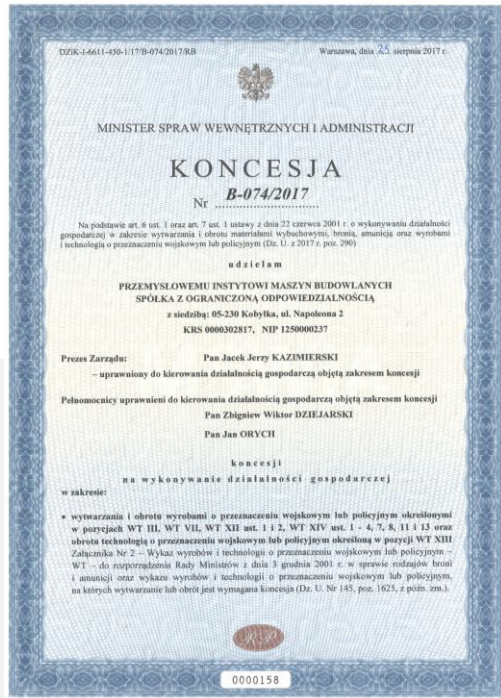 DZiK-I-6611-450-1/17/B-074/2017/RB Warszawa, dnia 25 sierpnia 2017 r.
MINISTER SPRAW WEWNĘTRZNYCH I ADMINISTRACJI
KONCESJA
Nr B-074/2017
Na podstawie art. 6 ust. 1 oraz art. 7 ust. 1 ustawy z dnia 22 czerwca 2001 r. o wykonywaniu działalności
gospodarczej w zakresie wytwarzania i obrotu materiałami wybuchowymi, bronią, amunicją oraz wyrobami
i technologią o przeznaczeniu wojskowym lub policyjnym (Dz. U. z 2017 r. poz. 290)
udzielam
PRZEMYSŁOWEMU INSTYTOWI MASZYN BUDOWLANYCH
SPÓŁKA Z OGRANICZONĄ ODPOWIEDZIALNOŚCIĄ
z siedzibą: 05-230 Kobyłka, ul. Napoleona 2
KRS 0000302817, NIP 1250000237
Prezes Zarządu: Pan Jacek Jerzy KAZIMIERSKI
– uprawniony do kierowania działalnością gospodarczą objętą zakresem koncesji
Pełnomocnicy uprawnieni do kierowania działalnością gospodarczą objętą zakresem koncesji
Pan Zbigniew Wiktor DZIEJARSKI
Pan Jan ORYCH
koncesji
na wykonywanie działalności gospodarczej
w zakresie:
• wytwarzania i obrotu wyrobami o przeznaczeniu wojskowym lub policyjnym określonymi
w pozycjach WT III, WT VII, WT XII ust. 1 i 2, WT XIV ust. 1 - 4, 7, 8, 11 i 13 oraz
obrotu technologią o przeznaczeniu wojskowym lub policyjnym określoną w pozycji WT XIII
Załącznika Nr 2 – Wykaz wyrobów i technologii o przeznaczeniu wojskowym lub policyjnym –
WT – do rozporządzenia Rady Ministrów z dnia 3 grudnia 2001 r. w sprawie rodzajów broni
i amunicji oraz wykazu wyrobów i technologii o przeznaczeniu wojskowym lub policyjnym,
na których wytwarzanie lub obrót jest wymagana koncesja (Dz. U. Nr 145, poz. 1625, z późn. zm.).
RP
0000158